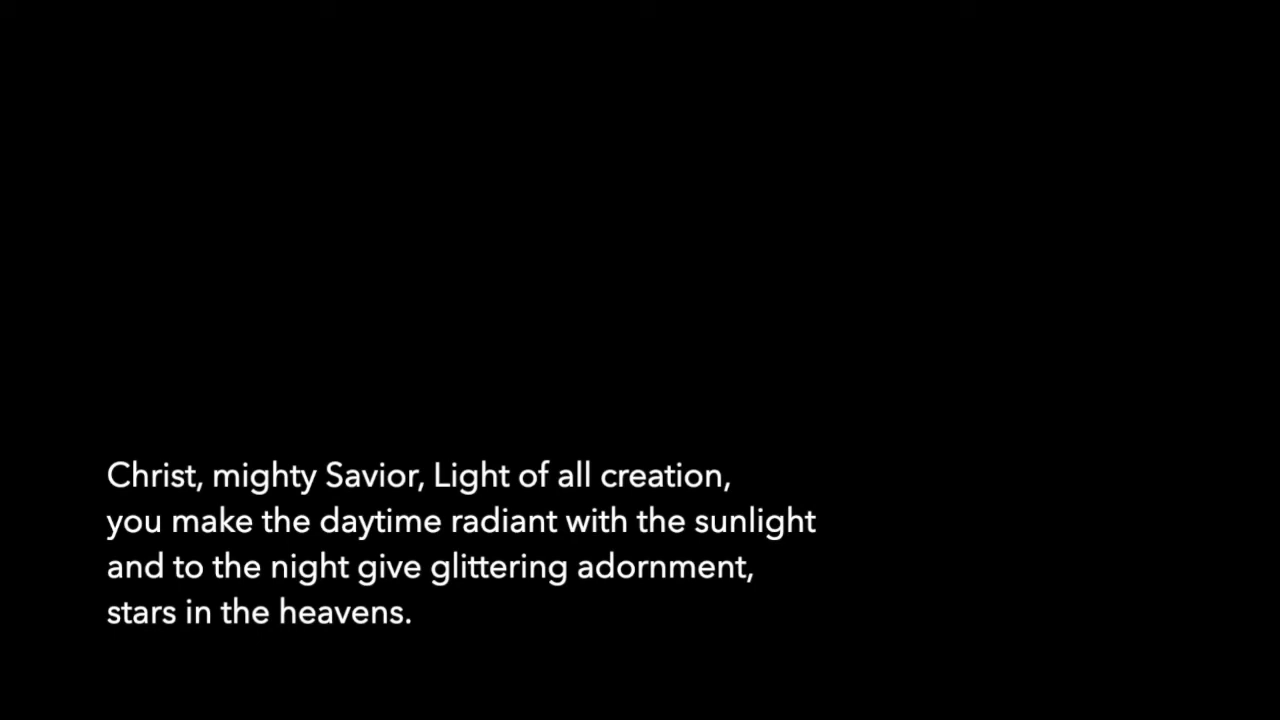 Christ, mighty Savior, Light of all creation,
you make the daytime radiant with the sunlight
and to the night give glittering adornment,
stars in the heavens.